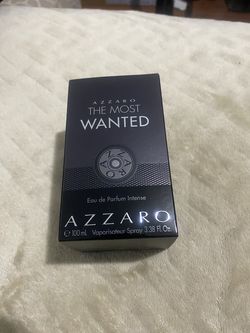 AZZARO
THE MOST
WANTED
Eau de Parfum Intense
AZZARO
℮ 100 mL Vaporisateur Spray 3.38 Fl. Oz.